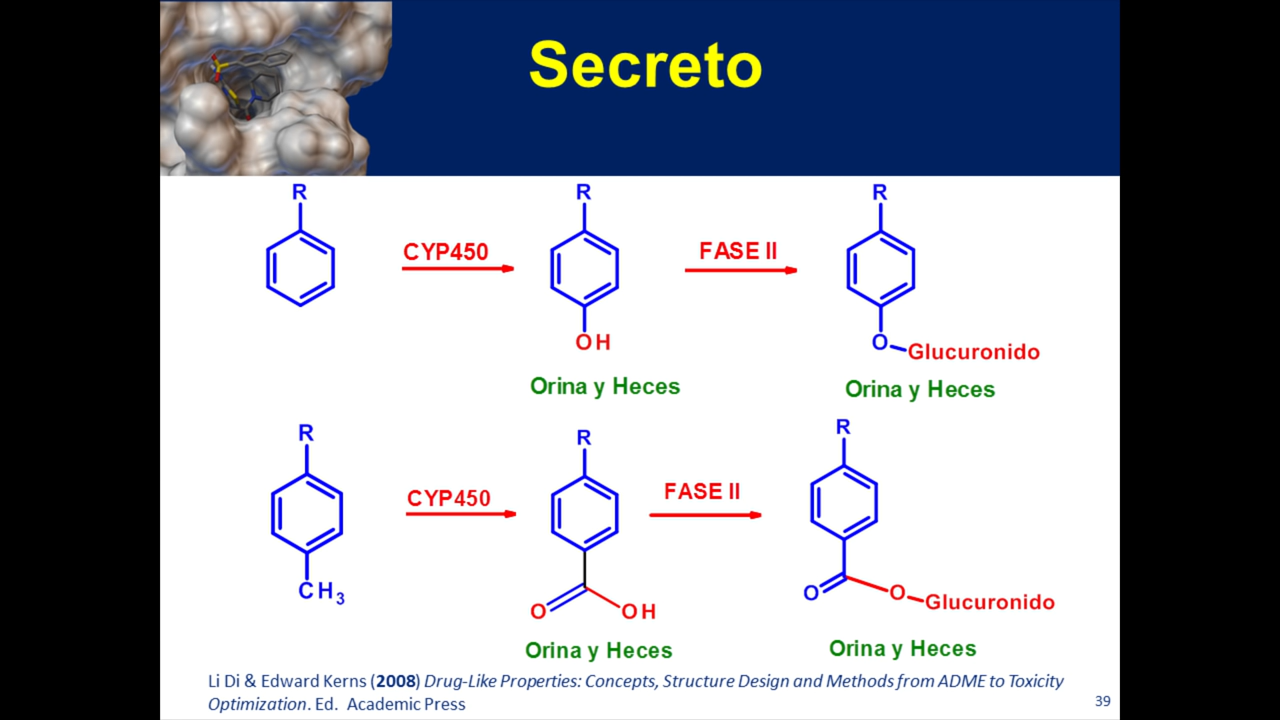 Secreto
R
R
R
CYP450
FASE II
OH
O
Glucuronido
Orina y Heces
Orina y Heces
R
R
R
CYP450
FASE II
CH3
O
OH
O
O
Glucuronido
Orina y Heces
Orina y Heces
Li Di & Edward Kerns (2008) Drug-Like Properties: Concepts, Structure Design and Methods from ADME to Toxicity
Optimization. Ed. Academic Press
39